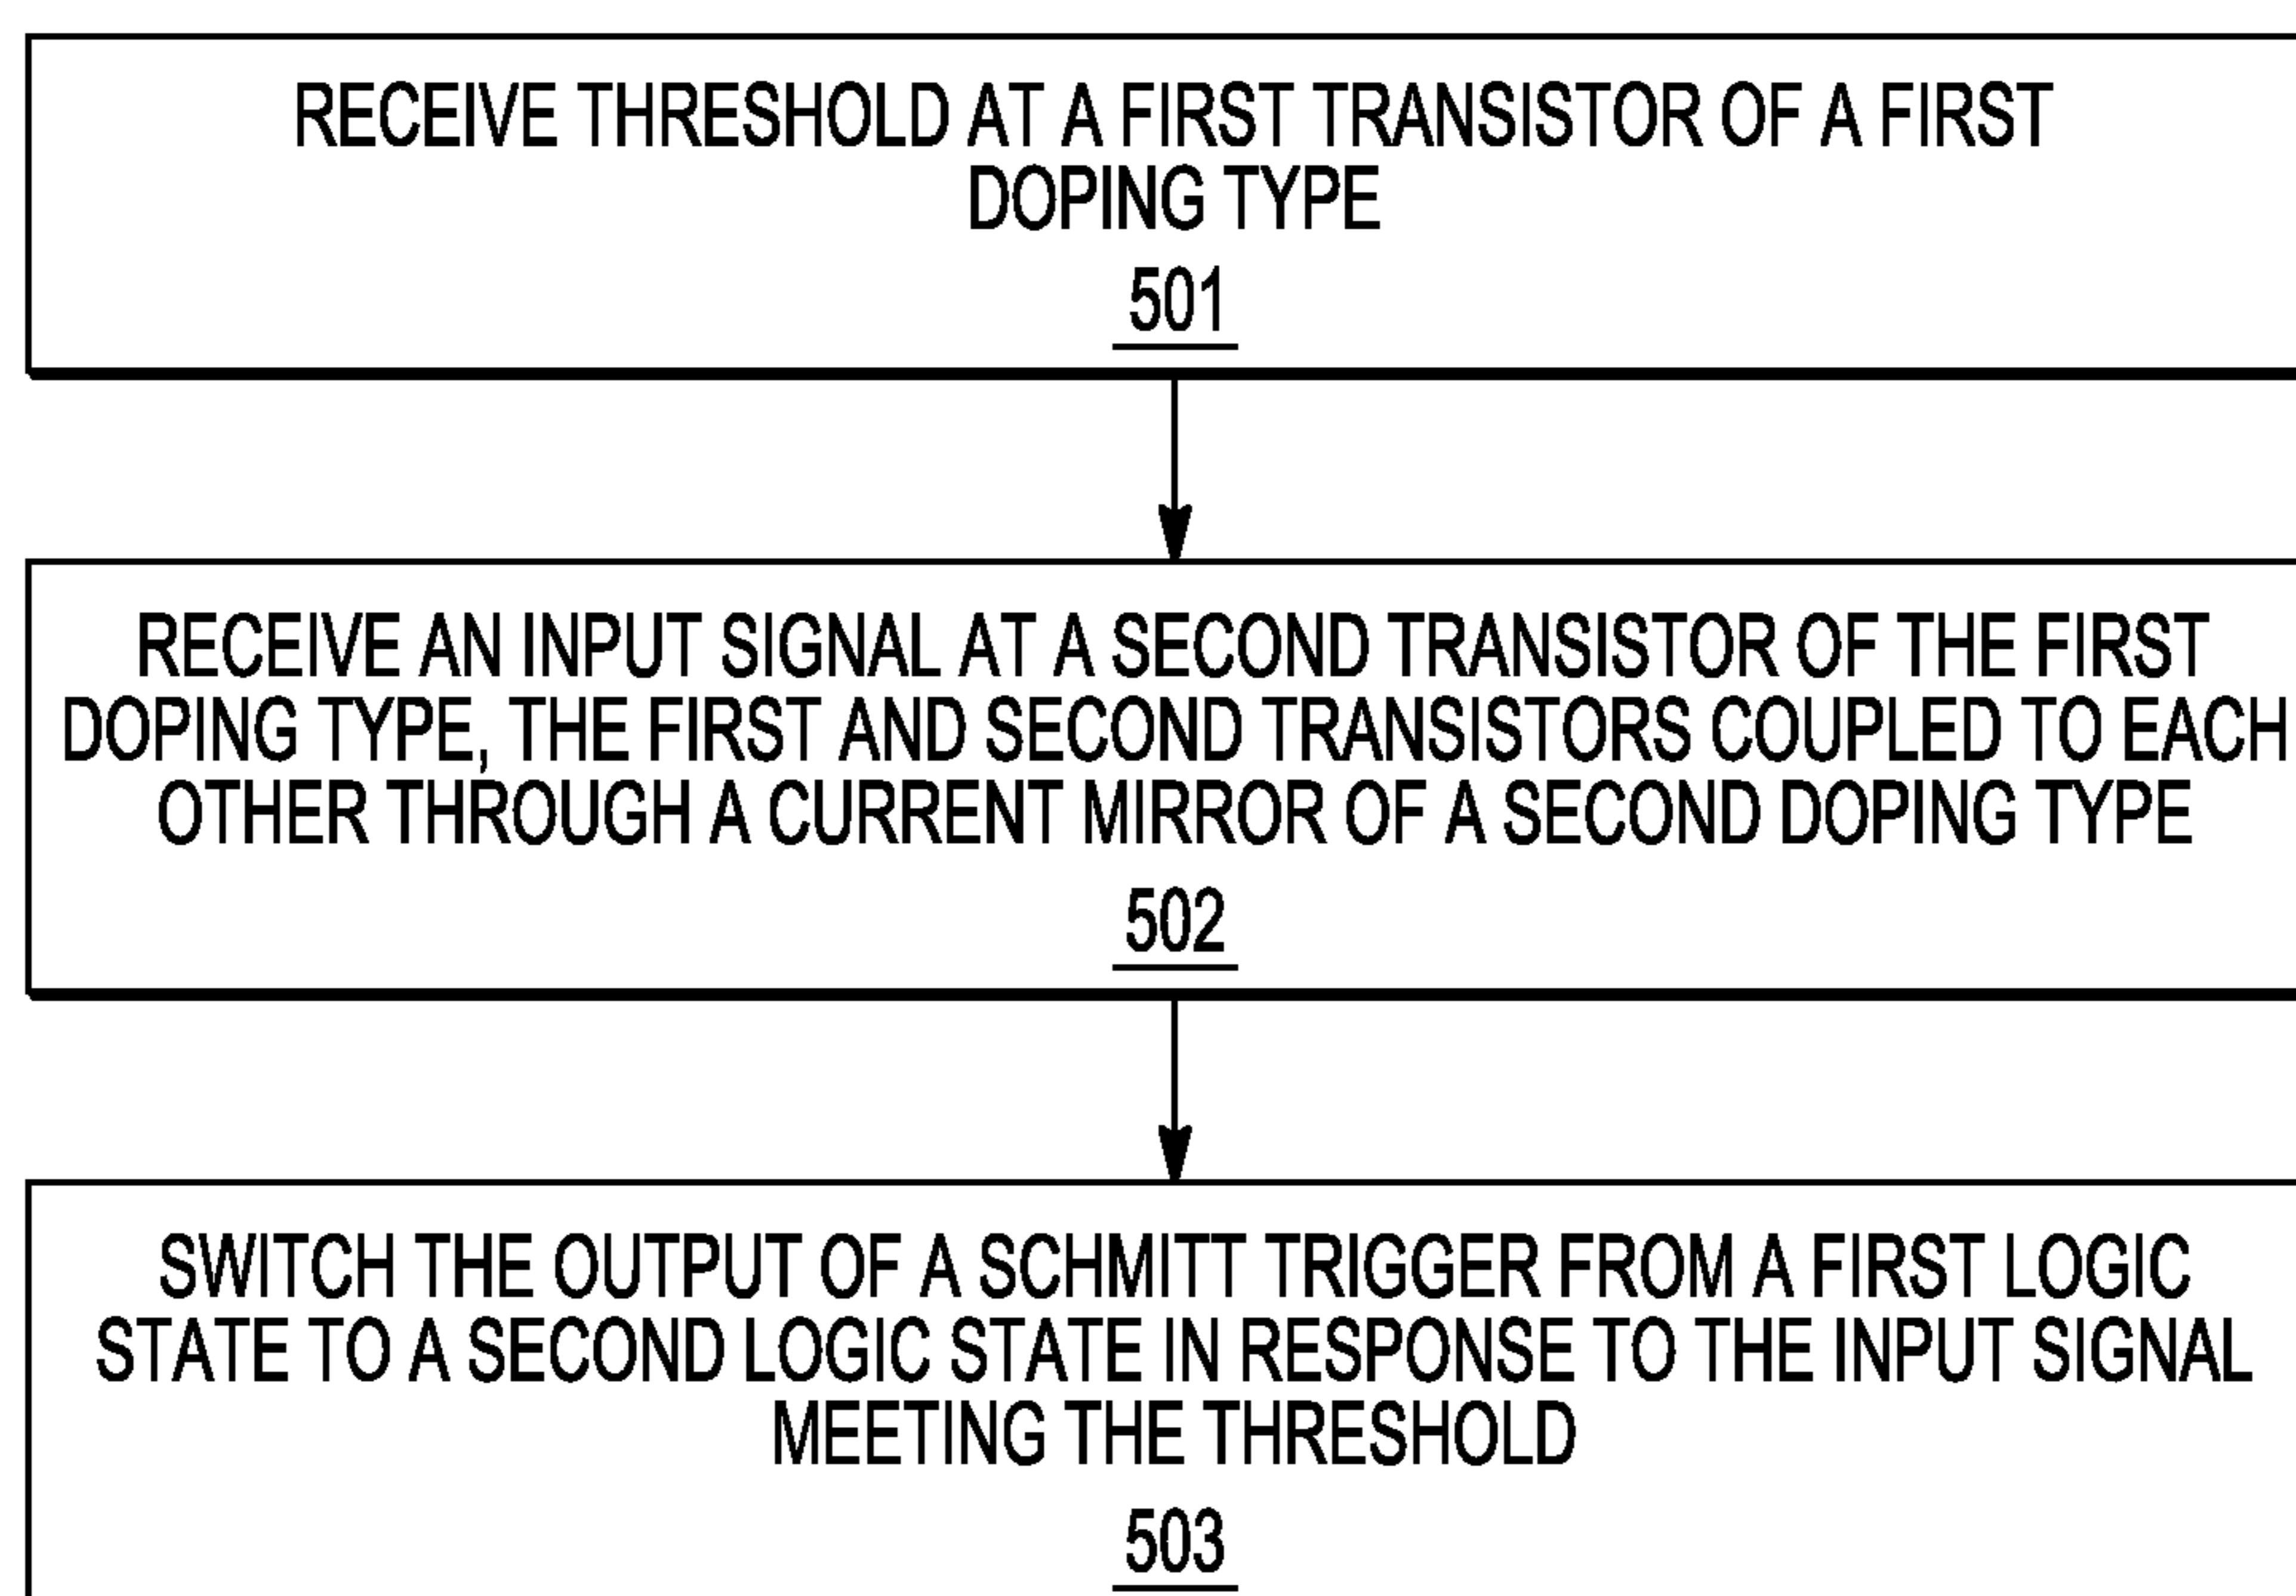 RECEIVE THRESHOLD AT A FIRST TRANSISTOR OF A FIRST
DOPING TYPE
501
RECEIVE AN INPUT SIGNAL AT A SECOND TRANSISTOR OF THE FIRST
DOPING TYPE, THE FIRST AND SECOND TRANSISTORS COUPLED TO EACH
OTHER THROUGH A CURRENT MIRROR OF A SECOND DOPING TYPE
502
SWITCH THE OUTPUT OF A SCHMITT TRIGGER FROM A FIRST LOGIC
STATE TO A SECOND LOGIC STATE IN RESPONSE TO THE INPUT SIGNAL
MEETING THE THRESHOLD
503